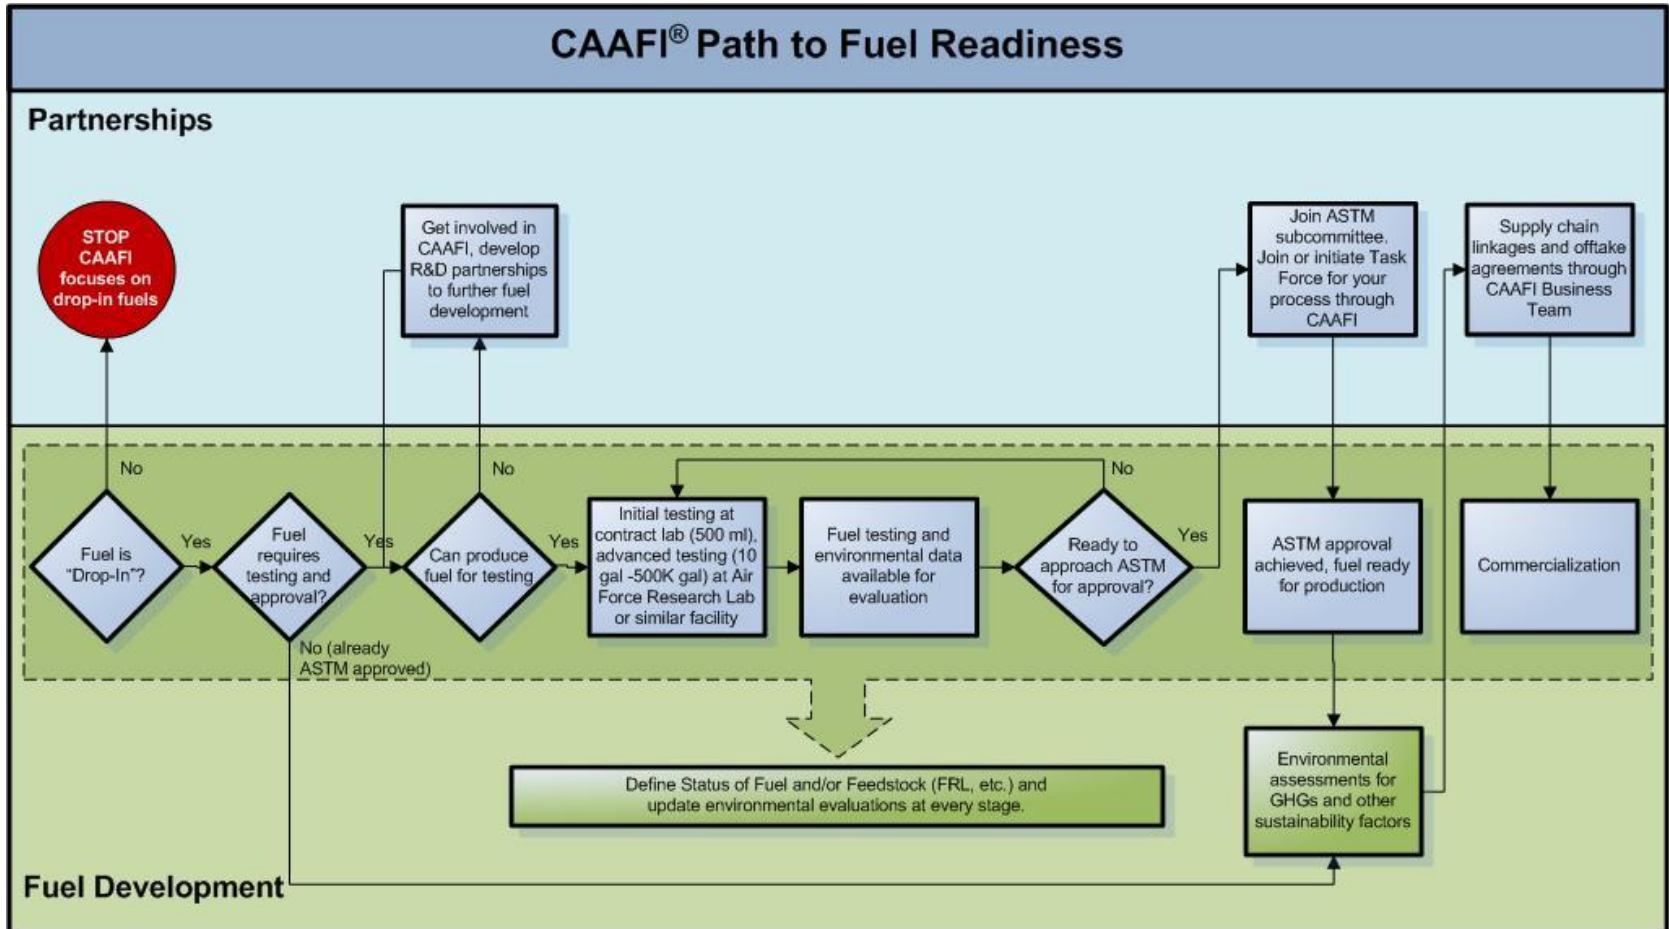 CAAFI® Path to Fuel Readiness
Partnerships
STOP
CAAFI
focuses on
drop-in fuels
Get involved in
CAAFI, develop
R&D partnerships
to further fuel
development
Join ASTM
subcommittee.
Join or initiate Task
Force for your
process through
CAAFI
Supply chain
linkages and offtake
agreements through
CAAFI Business
Team
No
Fuel is
"Drop-In"?
Yes
Fuel
requires
testing and
approval?
Yes
No (already
ASTM approved)
No
Can produce
fuel for testing
Yes
Initial testing at
contract lab (500 ml),
advanced testing (10
gal -500K gal) at Air
Force Research Lab
or similar facility
Fuel testing and
environmental data
available for
evaluation
No
Ready to
approach ASTM
for approval?
Yes
ASTM approval
achieved, fuel ready
for production
Commercialization
Define Status of Fuel and/or Feedstock (FRL, etc.) and
update environmental evaluations at every stage.
Environmental
assessments for
GHGs and other
sustainability factors
Fuel Development